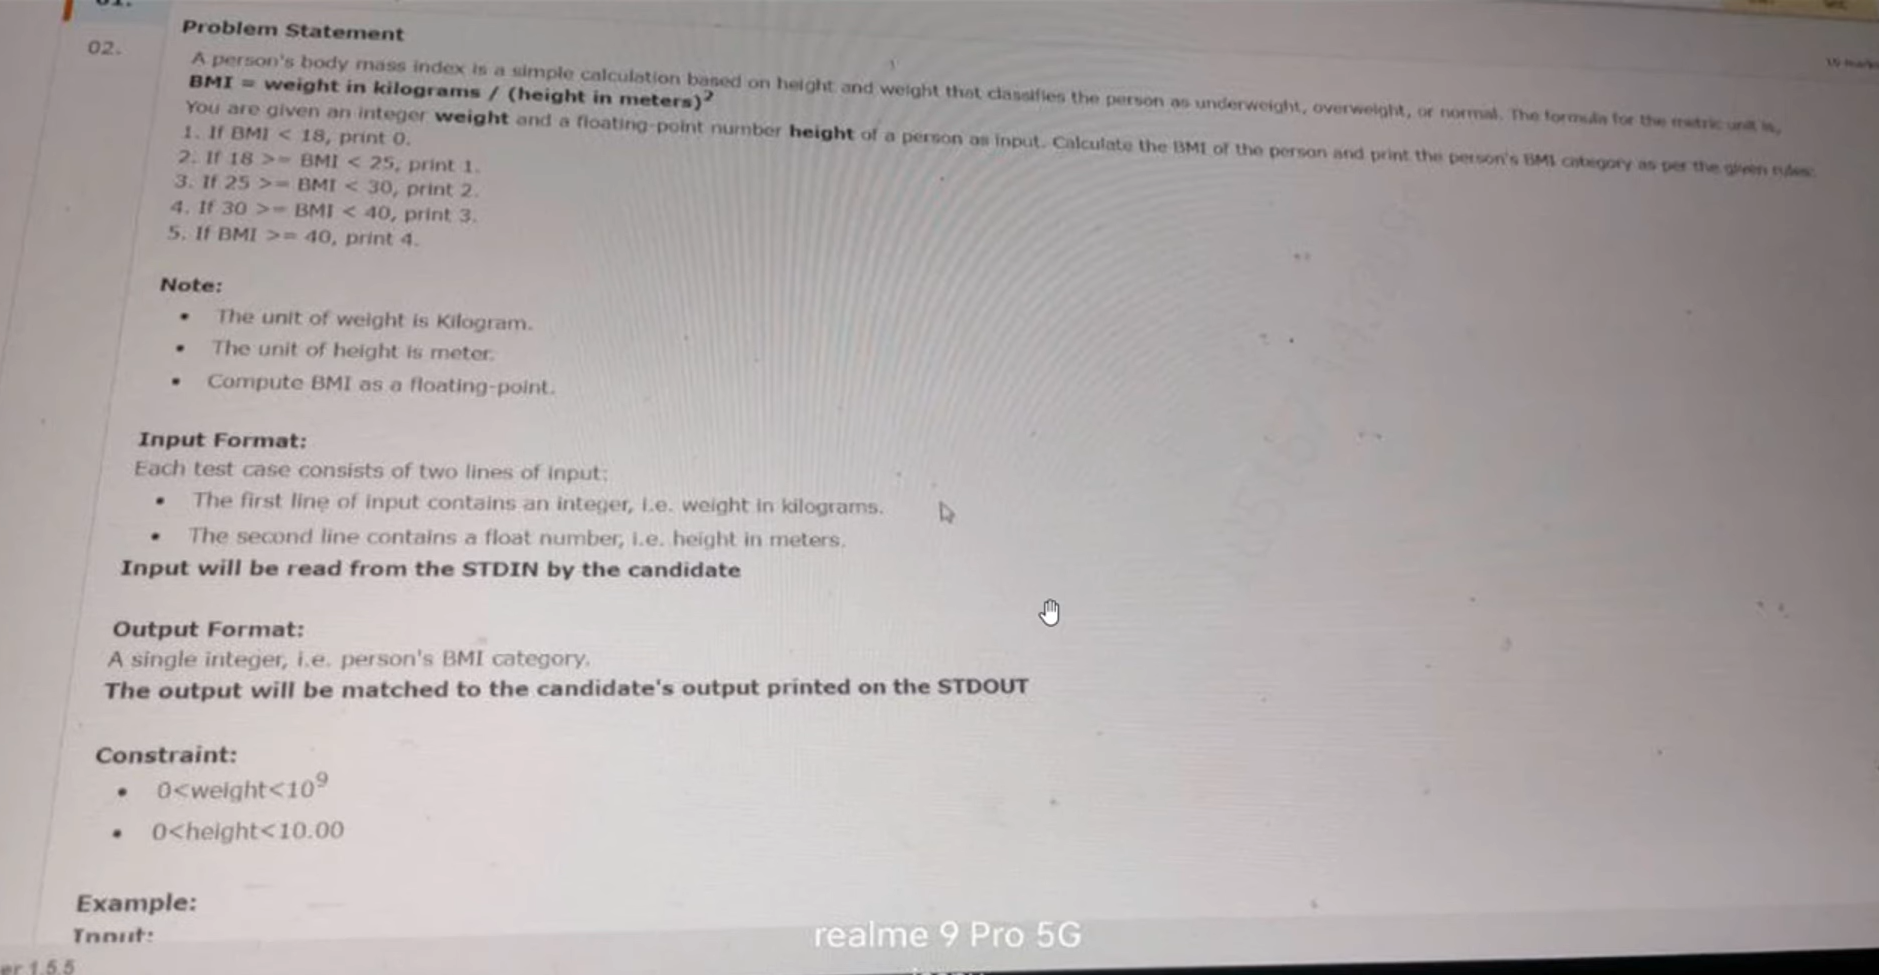 01.
02.
Problem Statement
A person's body mass index is a simple calculation based on height and weight that classifies the person as underweight, overweight, or normal. The formula for the metric unit is,
BMI = weight in kilograms / (height in meters)²
You are given an integer weight and a floating-point number height of a person as input. Calculate the BMI of the person and print the person's BMI category as per the given rules:
1. If BMI < 18, print 0.
2. If 18 >= BMI < 25, print 1.
3. If 25 >= BMI < 30, print 2.
4. If 30 >= BMI < 40, print 3.
5. If BMI >= 40, print 4.
Note:
• The unit of weight is Kilogram.
• The unit of height is meter.
• Compute BMI as a floating-point.
Input Format:
Each test case consists of two lines of input:
• The first line of input contains an integer, i.e. weight in kilograms.
• The second line contains a float number, i.e. height in meters.
Input will be read from the STDIN by the candidate
Output Format:
A single integer, i.e. person's BMI category.
The output will be matched to the candidate's output printed on the STDOUT
Constraint:
• 0<weight<10⁹
• 0<height<10.00
Example:
Input:
er 1.5.5
realme 9 Pro 5G